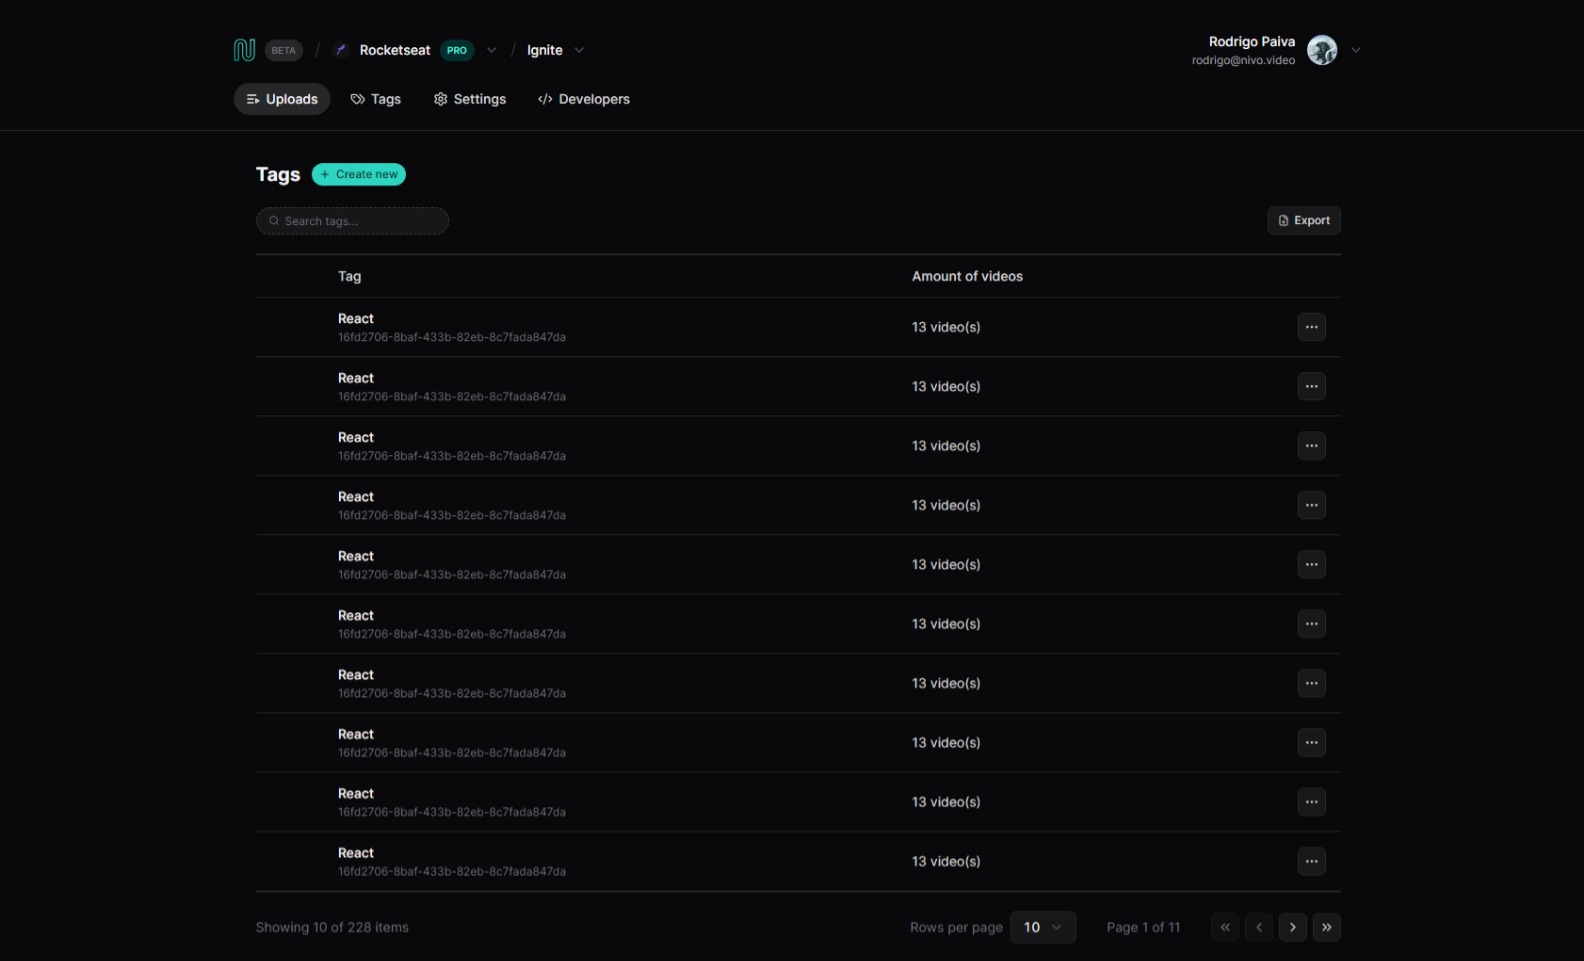 BETA / Rocketseat PRO / Ignite
Rodrigo Paiva
rodrigo@nivo.video
Uploads Tags Settings Developers
Tags + Create new
Search tags...
Export
Tag Amount of videos
React
16fd2706-8baf-433b-82eb-8c7fada847da
13 video(s)
React
16fd2706-8baf-433b-82eb-8c7fada847da
13 video(s)
React
16fd2706-8baf-433b-82eb-8c7fada847da
13 video(s)
React
16fd2706-8baf-433b-82eb-8c7fada847da
13 video(s)
React
16fd2706-8baf-433b-82eb-8c7fada847da
13 video(s)
React
16fd2706-8baf-433b-82eb-8c7fada847da
13 video(s)
React
16fd2706-8baf-433b-82eb-8c7fada847da
13 video(s)
React
16fd2706-8baf-433b-82eb-8c7fada847da
13 video(s)
React
16fd2706-8baf-433b-82eb-8c7fada847da
13 video(s)
React
16fd2706-8baf-433b-82eb-8c7fada847da
13 video(s)
Showing 10 of 228 items Rows per page 10 Page 1 of 11